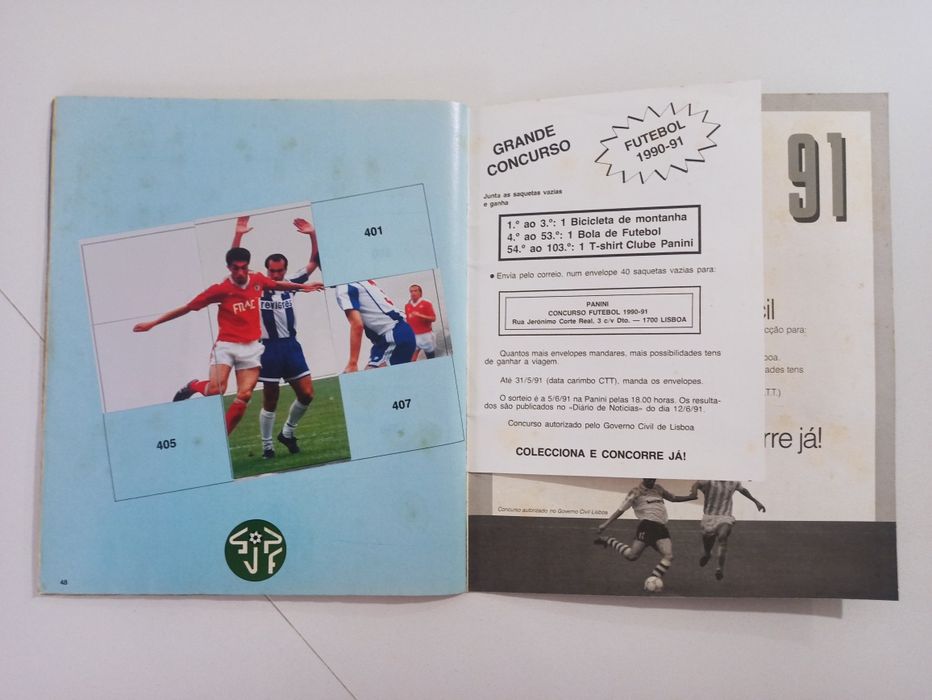 401
405
407
FRAC
revigrés
SJPF
48
GRANDE
CONCURSO
FUTEBOL
1990-91
Junta as saquetas vazias
e ganha
1.º ao 3.º: 1 Bicicleta de montanha
4.º ao 53.º: 1 Bola de Futebol
54.º ao 103.º: 1 T-shirt Clube Panini
● Envia pelo correio, num envelope 40 saquetas vazias para:
PANINI
CONCURSO FUTEBOL 1990-91
Rua Jerónimo Corte Real, 3 c/v Dto. — 1700 LISBOA
Quantos mais envelopes mandares, mais possibilidades tens
de ganhar a viagem.
Até 31/5/91 (data carimbo CTT), manda os envelopes.
O sorteio é a 5/6/91 na Panini pelas 18.00 horas. Os resulta-
dos são publicados no «Diário de Noticias» do dia 12/6/91.
Concurso autorizado pelo Governo Civil de Lisboa
COLECCIONA E CONCORRE JÁ!
91
cil
cção para:
oa.
dades tens
.T.T.)
rre já!
Concurso autorizado no Governo Civil Lisboa